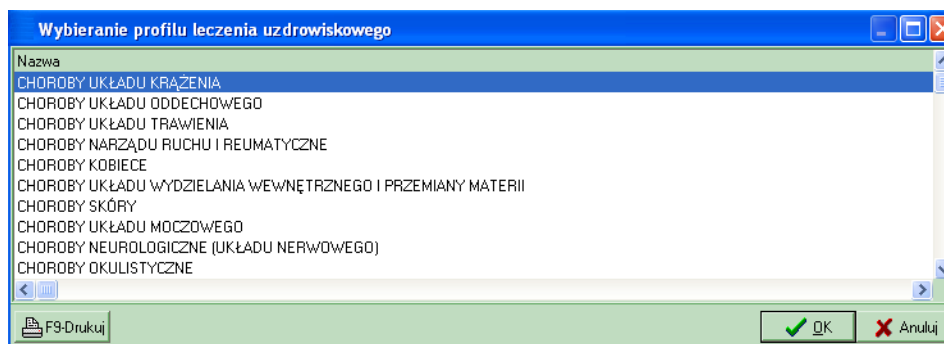 Wybieranie profilu leczenia uzdrowiskowego
Nazwa
CHOROBY UKŁADU KRĄŻENIA
CHOROBY UKŁADU ODDECHOWEGO
CHOROBY UKŁADU TRAWIENIA
CHOROBY NARZĄDU RUCHU I REUMATYCZNE
CHOROBY KOBIECE
CHOROBY UKŁADU WYDZIELANIA WEWNĘTRZNEGO I PRZEMIANY MATERII
CHOROBY SKÓRY
CHOROBY UKŁADU MOCZOWEGO
CHOROBY NEUROLOGICZNE (UKŁADU NERWOWEGO)
CHOROBY OKULISTYCZNE
F9-Drukuj OK Anuluj